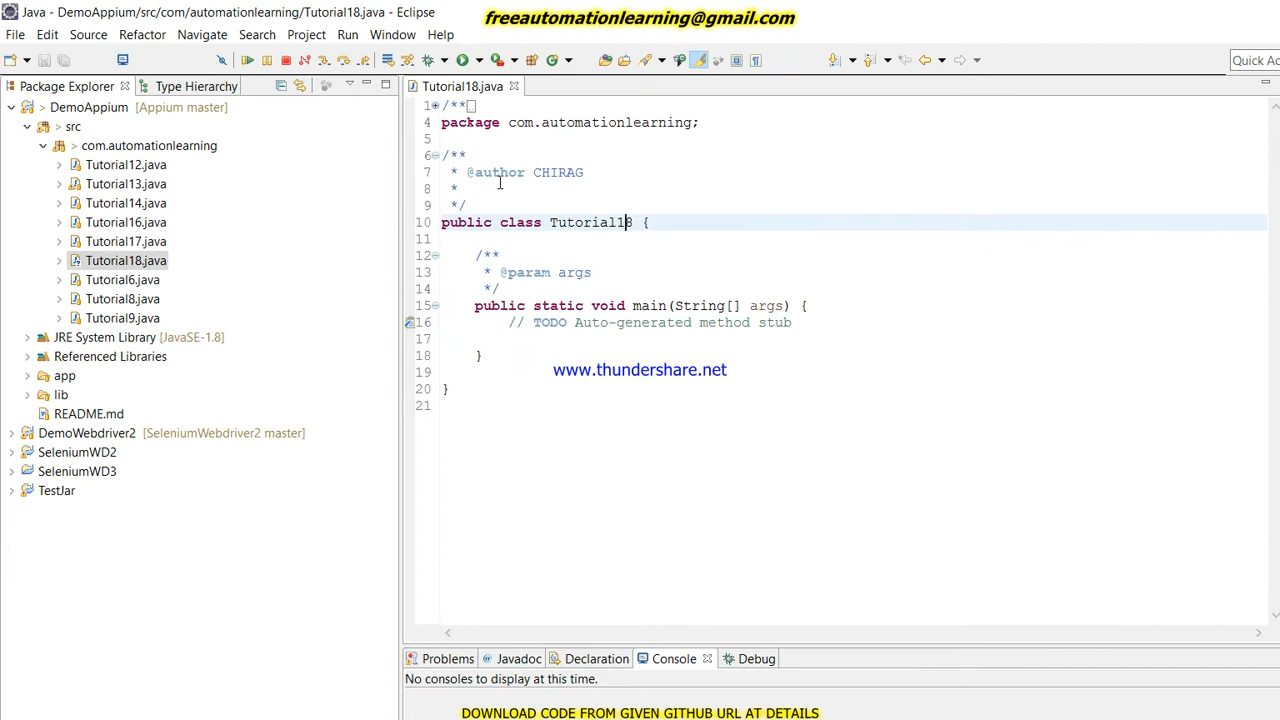 Java - DemoAppium/src/com/automationlearning/Tutorial18.java - Eclipse
freeautomationlearning@gmail.com
File Edit Source Refactor Navigate Search Project Run Window Help
Quick Ac
Package Explorer Type Hierarchy
Tutorial18.java
> DemoAppium [Appium master]
> src
> com.automationlearning
Tutorial12.java
Tutorial13.java
Tutorial14.java
Tutorial16.java
Tutorial17.java
Tutorial18.java
Tutorial6.java
Tutorial8.java
Tutorial9.java
JRE System Library [JavaSE-1.8]
Referenced Libraries
app
lib
README.md
DemoWebdriver2 [SeleniumWebdriver2 master]
SeleniumWD2
SeleniumWD3
TestJar
1 /**
4 package com.automationlearning;
5
6 /**
7 * @author CHIRAG
8 *
9 */
10 public class Tutorial18 {
11
12 /**
13 * @param args
14 */
15 public static void main(String[] args) {
16 // TODO Auto-generated method stub
17
18 }
19
20 }
21
www.thundershare.net
Problems Javadoc Declaration Console Debug
No consoles to display at this time.
DOWNLOAD CODE FROM GIVEN GITHUB URL AT DETAILS